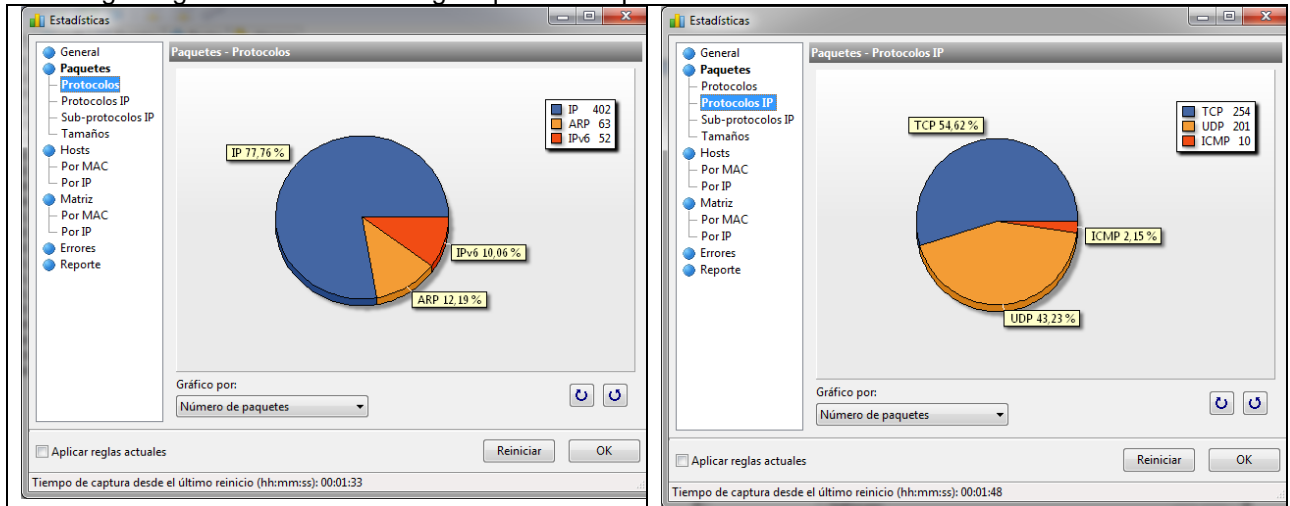 Estadísticas
General
Paquetes
Protocolos
Protocolos IP
Sub-protocolos IP
Tamaños
Hosts
Por MAC
Por IP
Matriz
Por MAC
Por IP
Errores
Reporte
Paquetes - Protocolos
IP 402
ARP 63
IPv6 52
IP 77,76 %
IPv6 10,06 %
ARP 12,19 %
Gráfico por:
Número de paquetes
Aplicar reglas actuales
Reiniciar
OK
Tiempo de captura desde el último reinicio (hh:mm:ss): 00:01:33
Estadísticas
General
Paquetes
Protocolos
Protocolos IP
Sub-protocolos IP
Tamaños
Hosts
Por MAC
Por IP
Matriz
Por MAC
Por IP
Errores
Reporte
Paquetes - Protocolos IP
TCP 254
UDP 201
ICMP 10
TCP 54,62 %
ICMP 2,15 %
UDP 43,23 %
Gráfico por:
Número de paquetes
Aplicar reglas actuales
Reiniciar
OK
Tiempo de captura desde el último reinicio (hh:mm:ss): 00:01:48